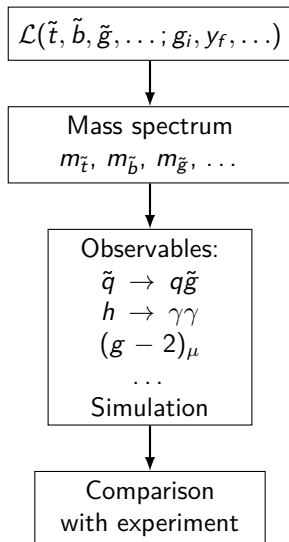 ℒ(t̃, b̃, g̃, …; gᵢ, y_f, …)
Mass spectrum
m_t̃, m_b̃, m_g̃, …
Observables:
q̃ → qg̃
h → γγ
(g − 2)_μ
…
Simulation
Comparison
with experiment